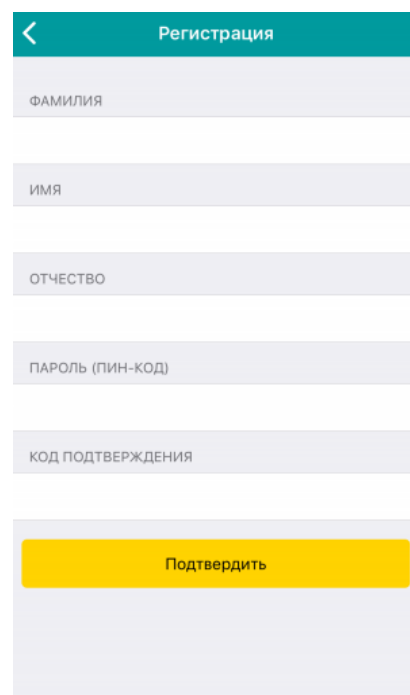 Регистрация
ФАМИЛИЯ
ИМЯ
ОТЧЕСТВО
ПАРОЛЬ (ПИН-КОД)
КОД ПОДТВЕРЖДЕНИЯ
Подтвердить